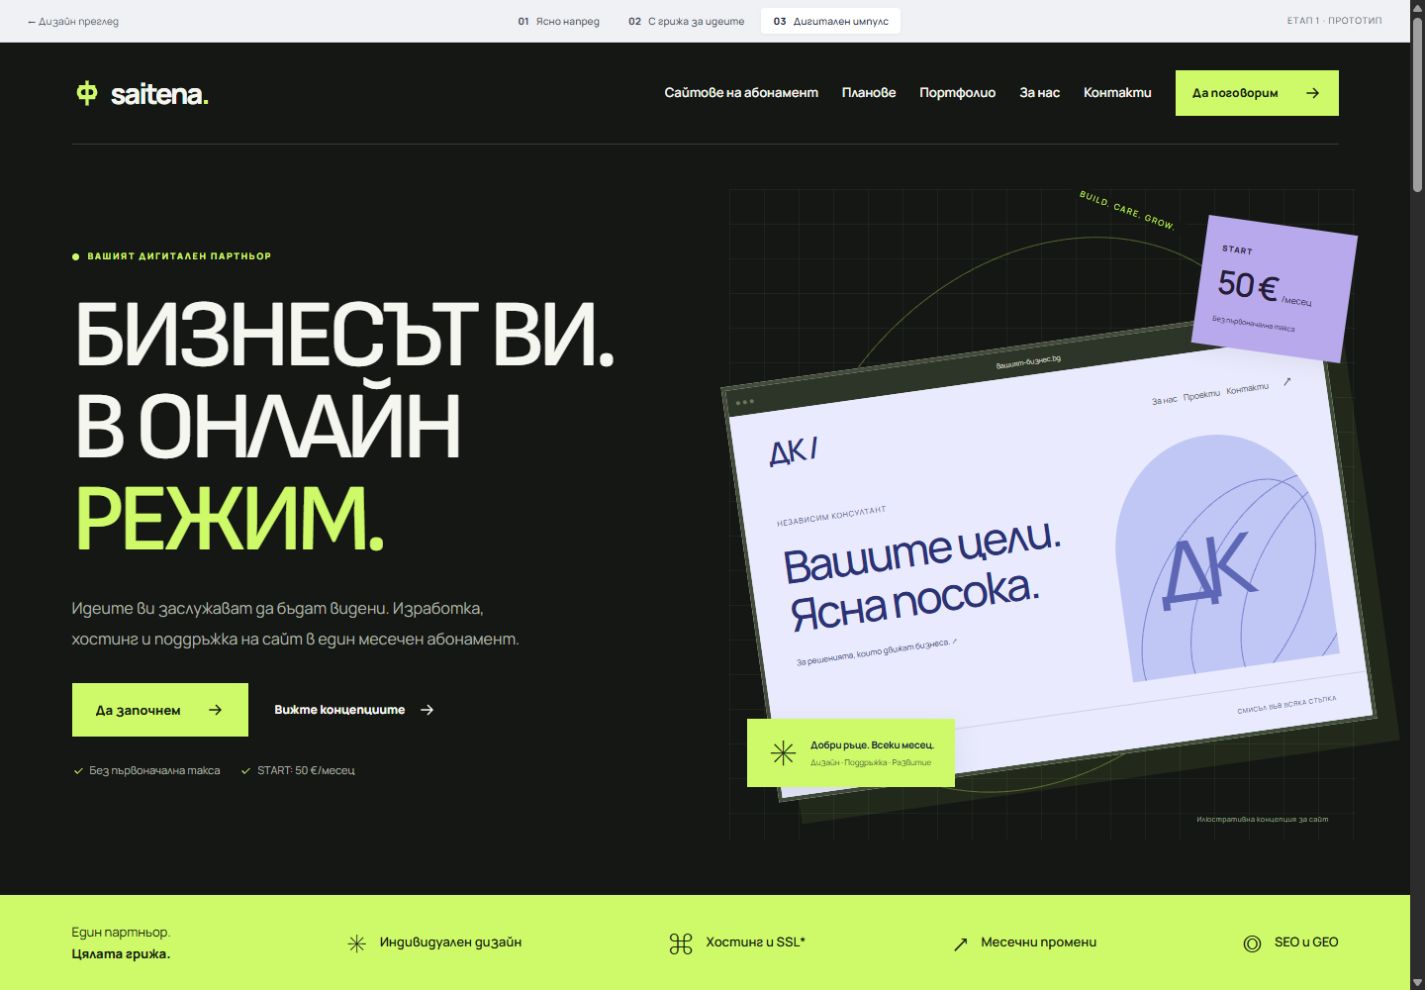 ← Дизайн преглед
01 Ясно напред
02 С грижа за идеите
03 Дигитален импулс
ЕТАП 1 · ПРОТОТИП
saitena.
Сайтове на абонамент
Планове
Портфолио
За нас
Контакти
Да поговорим →
ВАШИЯТ ДИГИТАЛЕН ПАРТНЬОР
БИЗНЕСЪТ ВИ.
В ОНЛАЙН
РЕЖИМ.
Идеите ви заслужават да бъдат видени. Изработка,
хостинг и поддръжка на сайт в един месечен абонамент.
Да започнем →
Вижте концепциите →
✓ Без първоначална такса
✓ START: 50 €/месец
BUILD. CARE. GROW.
START
50 € /месец
Без първоначална такса
вашият-бизнес.bg
ДК /
За нас Проекти Контакти ↗
НЕЗАВИСИМ КОНСУЛТАНТ
Вашите цели.
Ясна посока.
За решенията, които движат бизнеса. ↗
ДК
СМИСЪЛ ВЪВ ВСЯКА СТЪПКА
Добри ръце. Всеки месец.
Дизайн · Поддръжка · Развитие
Илюстративна концепция за сайт
Един партньор.
Цялата грижа.
Индивидуален дизайн
Хостинг и SSL*
Месечни промени
SEO и GEO